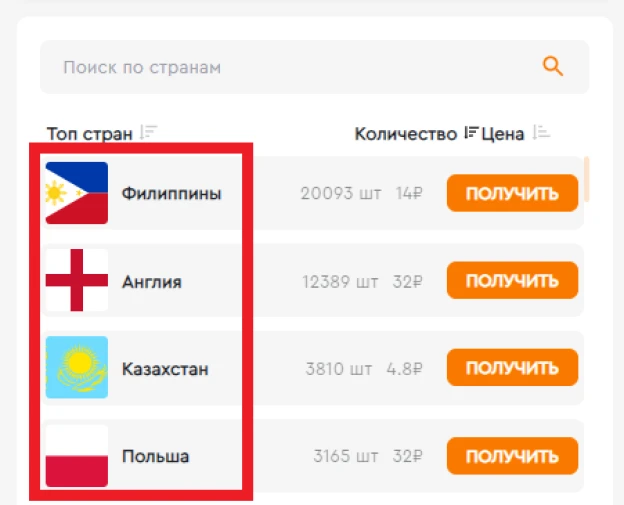 Поиск по странам
Топ стран Количество Цена
Филиппины 20093 шт 14₽ ПОЛУЧИТЬ
Англия 12389 шт 32₽ ПОЛУЧИТЬ
Казахстан 3810 шт 4.8₽ ПОЛУЧИТЬ
Польша 3165 шт 32₽ ПОЛУЧИТЬ